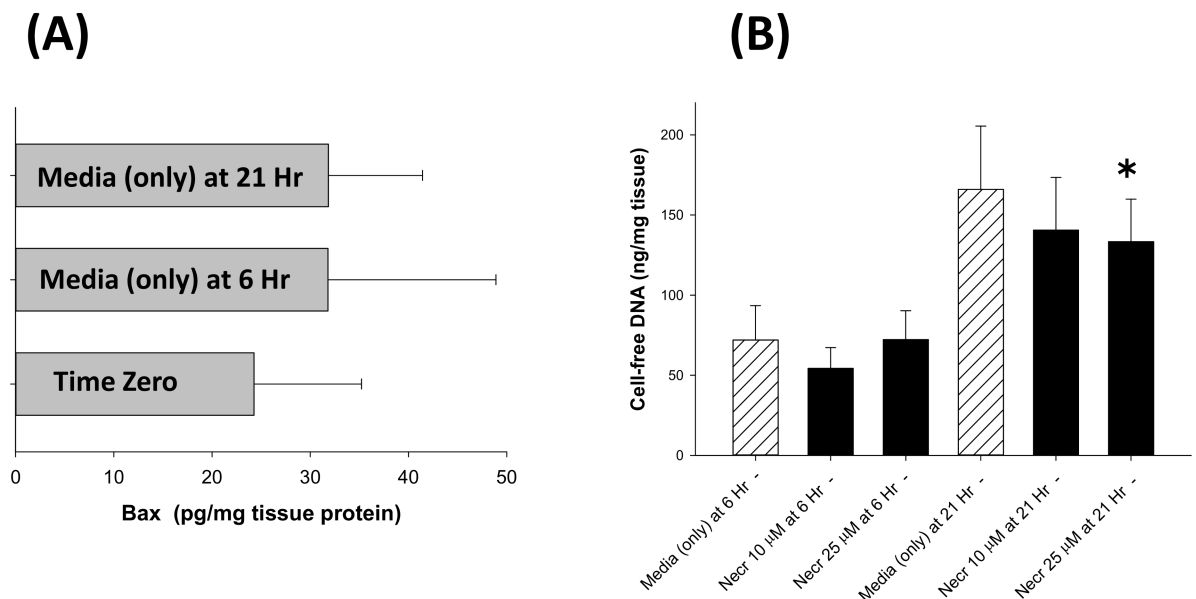 (A)
Media (only) at 21 Hr
Media (only) at 6 Hr
Time Zero
0 10 20 30 40 50
Bax (pg/mg tissue protein)
(B)
Cell-free DNA (ng/mg tissue)
200
150
100
50
0
*
Media (only) at 6 Hr -
Necr 10 μM at 6 Hr -
Necr 25 μM at 6 Hr -
Media (only) at 21 Hr -
Necr 10 μM at 21 Hr -
Necr 25 μM at 21 Hr -